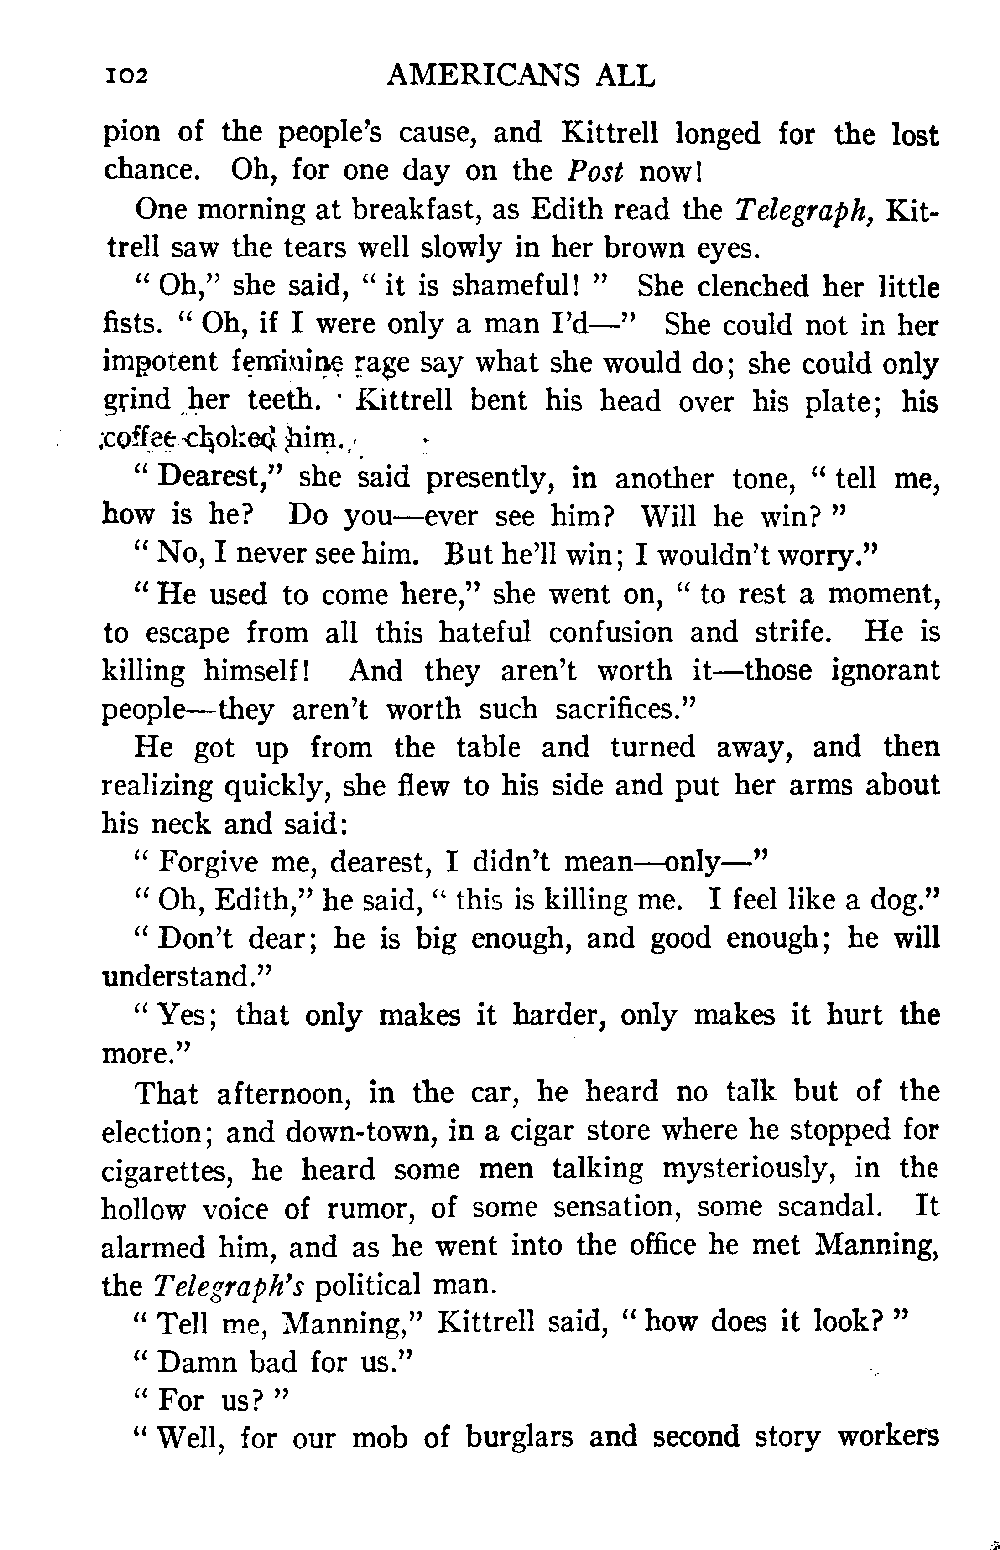 102 AMERICANS ALL
pion of the people's cause, and Kittrell longed for the lost
chance. Oh, for one day on the Post now!
One morning at breakfast, as Edith read the Telegraph, Kit-
trell saw the tears well slowly in her brown eyes.
" Oh," she said, " it is shameful! " She clenched her little
fists. " Oh, if I were only a man I'd—" She could not in her
impotent feminine rage say what she would do; she could only
grind her teeth. Kittrell bent his head over his plate; his
coffee choked him.
" Dearest," she said presently, in another tone, " tell me,
how is he? Do you—ever see him? Will he win? "
" No, I never see him. But he'll win; I wouldn't worry."
" He used to come here," she went on, " to rest a moment,
to escape from all this hateful confusion and strife. He is
killing himself! And they aren't worth it—those ignorant
people—they aren't worth such sacrifices."
He got up from the table and turned away, and then
realizing quickly, she flew to his side and put her arms about
his neck and said:
" Forgive me, dearest, I didn't mean—only—"
" Oh, Edith," he said, " this is killing me. I feel like a dog."
" Don't dear; he is big enough, and good enough; he will
understand."
" Yes; that only makes it harder, only makes it hurt the
more."
That afternoon, in the car, he heard no talk but of the
election; and down-town, in a cigar store where he stopped for
cigarettes, he heard some men talking mysteriously, in the
hollow voice of rumor, of some sensation, some scandal. It
alarmed him, and as he went into the office he met Manning,
the Telegraph's political man.
" Tell me, Manning," Kittrell said, " how does it look? "
" Damn bad for us."
" For us? "
" Well, for our mob of burglars and second story workers